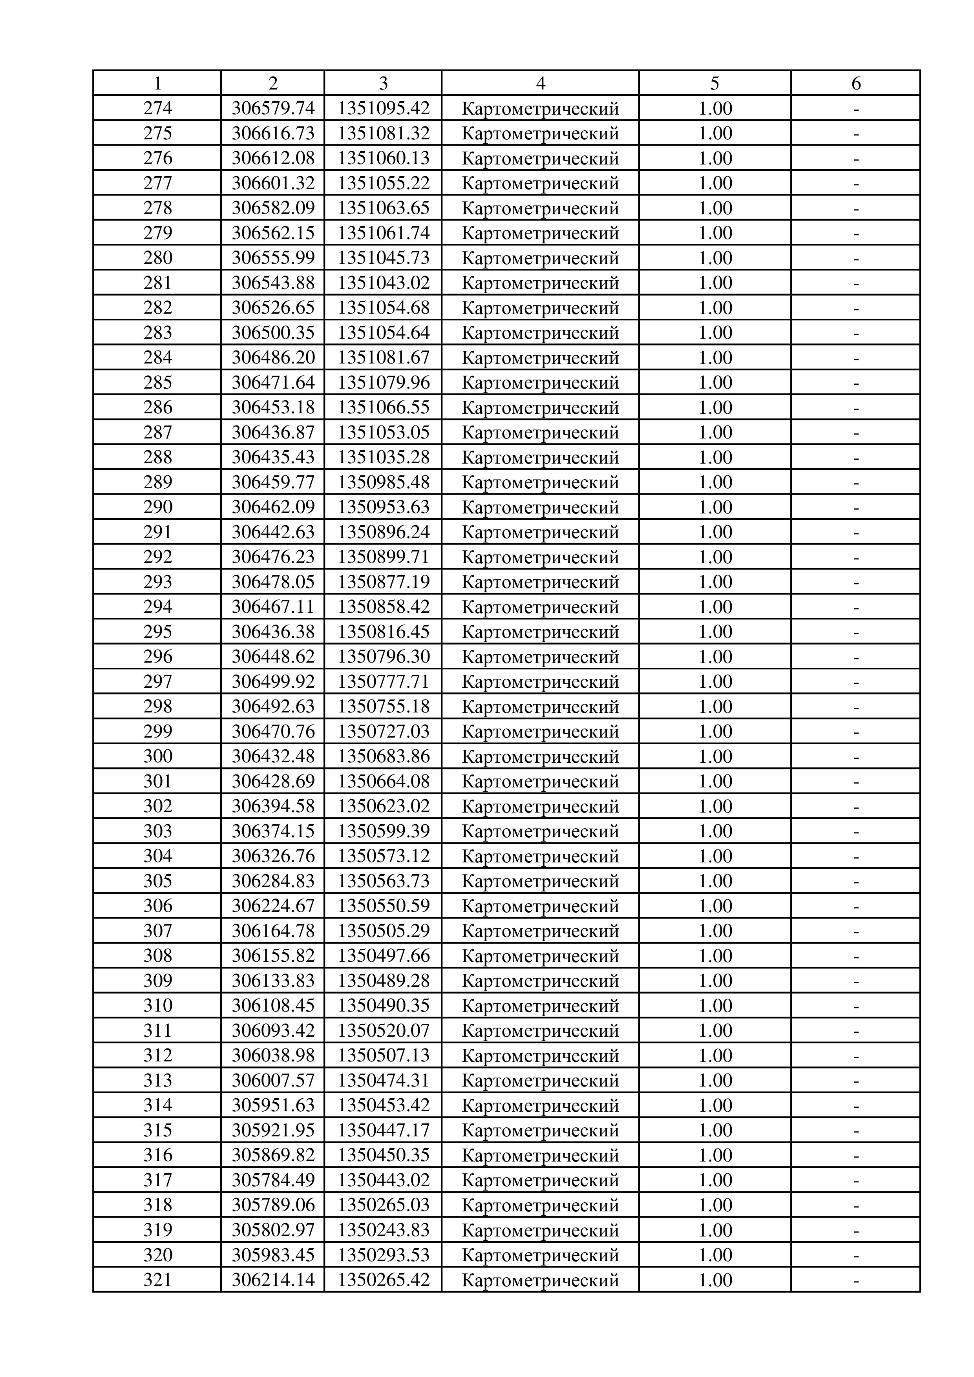 1 2 3 4 5 6
274 306579.74 1351095.42 Картометрический 1.00 -
275 306616.73 1351081.32 Картометрический 1.00 -
276 306612.08 1351060.13 Картометрический 1.00 -
277 306601.32 1351055.22 Картометрический 1.00 -
278 306582.09 1351063.65 Картометрический 1.00 -
279 306562.15 1351061.74 Картометрический 1.00 -
280 306555.99 1351045.73 Картометрический 1.00 -
281 306543.88 1351043.02 Картометрический 1.00 -
282 306526.65 1351054.68 Картометрический 1.00 -
283 306500.35 1351054.64 Картометрический 1.00 -
284 306486.20 1351081.67 Картометрический 1.00 -
285 306471.64 1351079.96 Картометрический 1.00 -
286 306453.18 1351066.55 Картометрический 1.00 -
287 306436.87 1351053.05 Картометрический 1.00 -
288 306435.43 1351035.28 Картометрический 1.00 -
289 306459.77 1350985.48 Картометрический 1.00 -
290 306462.09 1350953.63 Картометрический 1.00 -
291 306442.63 1350896.24 Картометрический 1.00 -
292 306476.23 1350899.71 Картометрический 1.00 -
293 306478.05 1350877.19 Картометрический 1.00 -
294 306467.11 1350858.42 Картометрический 1.00 -
295 306436.38 1350816.45 Картометрический 1.00 -
296 306448.62 1350796.30 Картометрический 1.00 -
297 306499.92 1350777.71 Картометрический 1.00 -
298 306492.63 1350755.18 Картометрический 1.00 -
299 306470.76 1350727.03 Картометрический 1.00 -
300 306432.48 1350683.86 Картометрический 1.00 -
301 306428.69 1350664.08 Картометрический 1.00 -
302 306394.58 1350623.02 Картометрический 1.00 -
303 306374.15 1350599.39 Картометрический 1.00 -
304 306326.76 1350573.12 Картометрический 1.00 -
305 306284.83 1350563.73 Картометрический 1.00 -
306 306224.67 1350550.59 Картометрический 1.00 -
307 306164.78 1350505.29 Картометрический 1.00 -
308 306155.82 1350497.66 Картометрический 1.00 -
309 306133.83 1350489.28 Картометрический 1.00 -
310 306108.45 1350490.35 Картометрический 1.00 -
311 306093.42 1350520.07 Картометрический 1.00 -
312 306038.98 1350507.13 Картометрический 1.00 -
313 306007.57 1350474.31 Картометрический 1.00 -
314 305951.63 1350453.42 Картометрический 1.00 -
315 305921.95 1350447.17 Картометрический 1.00 -
316 305869.82 1350450.35 Картометрический 1.00 -
317 305784.49 1350443.02 Картометрический 1.00 -
318 305789.06 1350265.03 Картометрический 1.00 -
319 305802.97 1350243.83 Картометрический 1.00 -
320 305983.45 1350293.53 Картометрический 1.00 -
321 306214.14 1350265.42 Картометрический 1.00 -